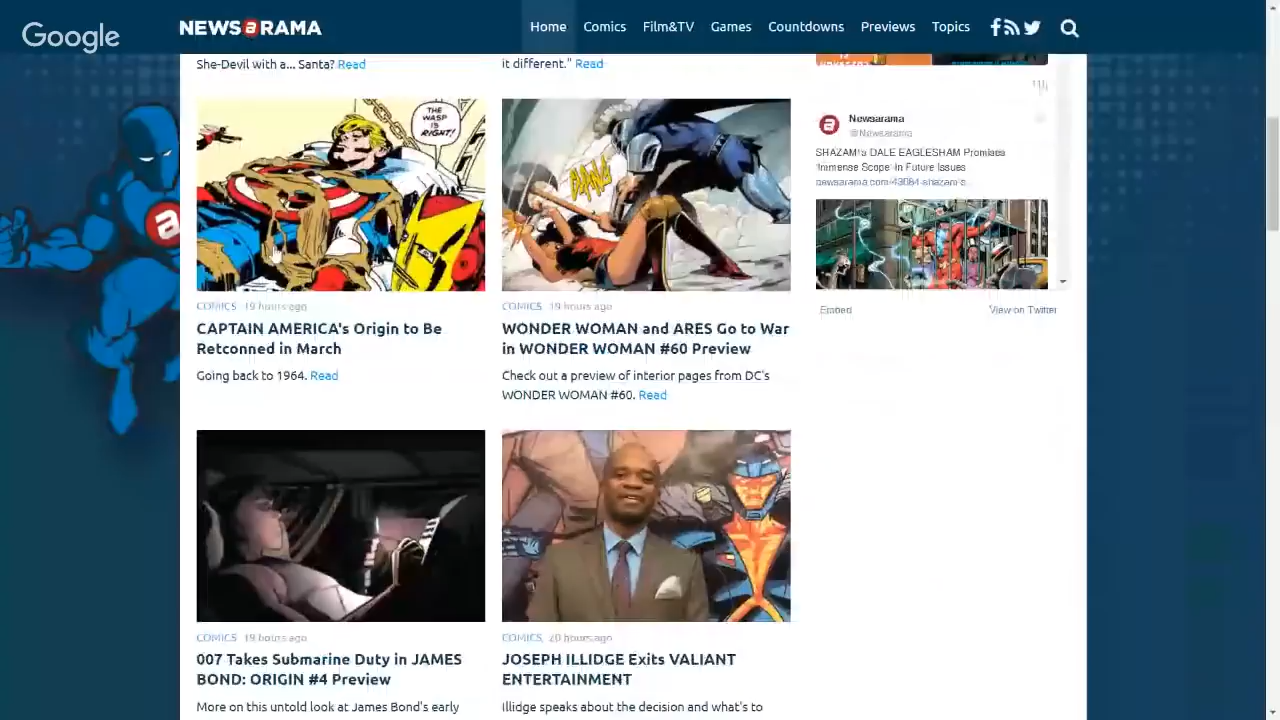 Google
NEWSaRAMA
Home Comics Film&TV Games Countdowns Previews Topics
She-Devil with a... Santa? Read
it different." Read
THE
WASP
IS
RIGHT!
BANG
COMICS 19 hours ago
CAPTAIN AMERICA's Origin to Be
Retconned in March
Going back to 1964. Read
COMICS 19 hours ago
WONDER WOMAN and ARES Go to War
in WONDER WOMAN #60 Preview
Check out a preview of interior pages from DC's
WONDER WOMAN #60. Read
COMICS 19 hours ago
007 Takes Submarine Duty in JAMES
BOND: ORIGIN #4 Preview
More on this untold look at James Bond's early
COMICS, 20 hours ago
JOSEPH ILLIDGE Exits VALIANT
ENTERTAINMENT
Illidge speaks about the decision and what's to
Newsarama
@Newsarama
SHAZAM!'s DALE EAGLESHAM Promises
'Immense Scope' in Future Issues
newsarama.com/43084-shazam-s…
Embed
View on Twitter